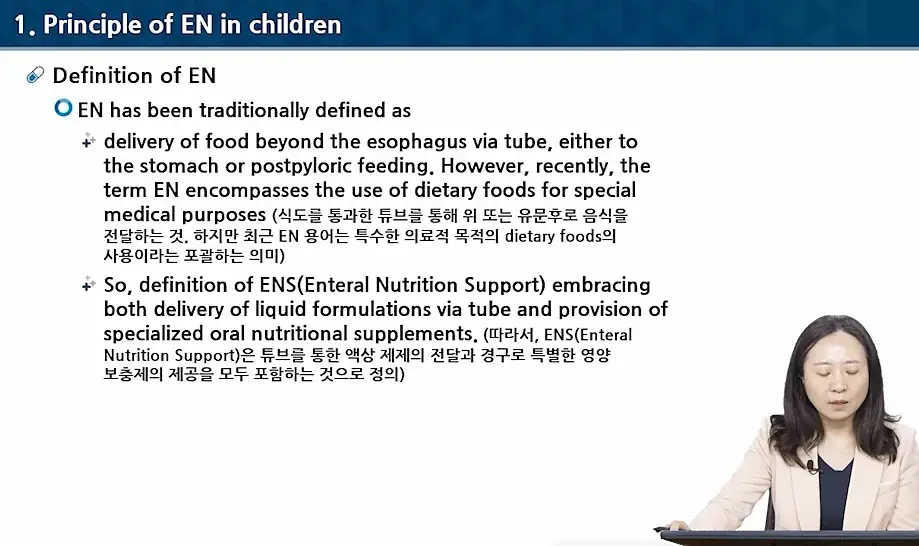 1. Principle of EN in children
Definition of EN
EN has been traditionally defined as
delivery of food beyond the esophagus via tube, either to
the stomach or postpyloric feeding. However, recently, the
term EN encompasses the use of dietary foods for special
medical purposes (식도를 통과한 튜브를 통해 위 또는 유문후로 음식을
전달하는 것. 하지만 최근 EN 용어는 특수한 의료적 목적의 dietary foods의
사용이라는 포괄하는 의미)
So, definition of ENS(Enteral Nutrition Support) embracing
both delivery of liquid formulations via tube and provision of
specialized oral nutritional supplements. (따라서, ENS(Enteral
Nutrition Support)은 튜브를 통한 액상 제제의 전달과 경구로 특별한 영양
보충제의 제공을 모두 포함하는 것으로 정의)